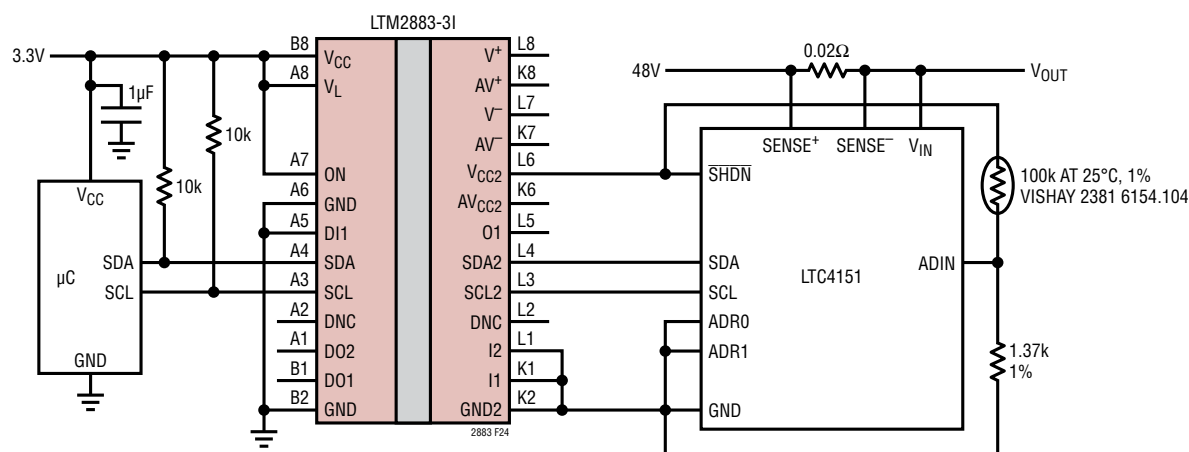 LTM2883-3I
3.3V
1µF
10k
10k
VCC
µC
SDA
SCL
GND
B8
A8
A7
A6
A5
A4
A3
A2
A1
B1
B2
VCC
VL
ON
GND
DI1
SDA
SCL
DNC
DO2
DO1
GND
V+
AV+
V−
AV−
VCC2
AVCC2
O1
SDA2
SCL2
DNC
I2
I1
GND2
L8
K8
L7
K7
L6
K6
L5
L4
L3
L2
L1
K1
K2
2883 F24
48V
0.02Ω
VOUT
SENSE+ SENSE− VIN
SHDN
SDA
SCL
ADR0
ADR1
GND
LTC4151
ADIN
100k AT 25°C, 1%
VISHAY 2381 6154.104
1.37k
1%